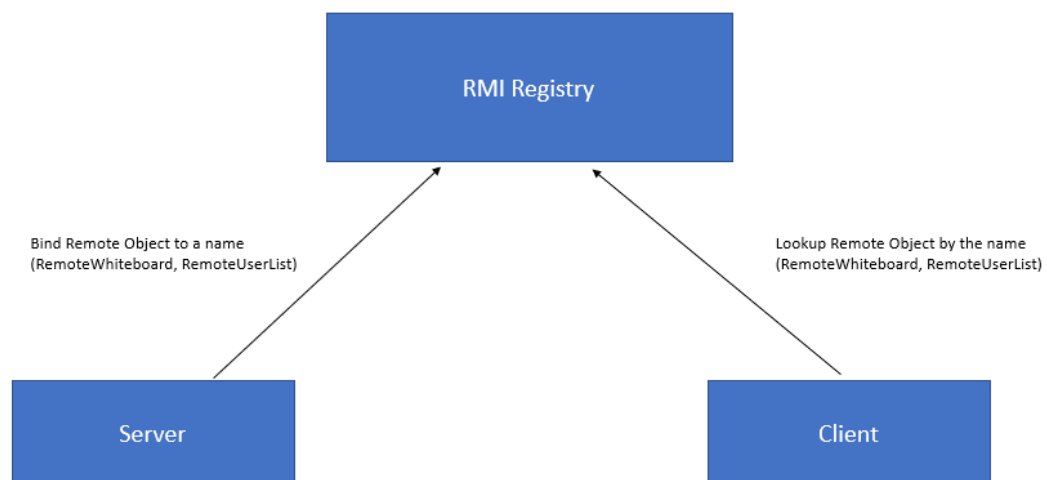 RMI Registry
Bind Remote Object to a name
(RemoteWhiteboard, RemoteUserList)
Lookup Remote Object by the name
(RemoteWhiteboard, RemoteUserList)
Server
Client